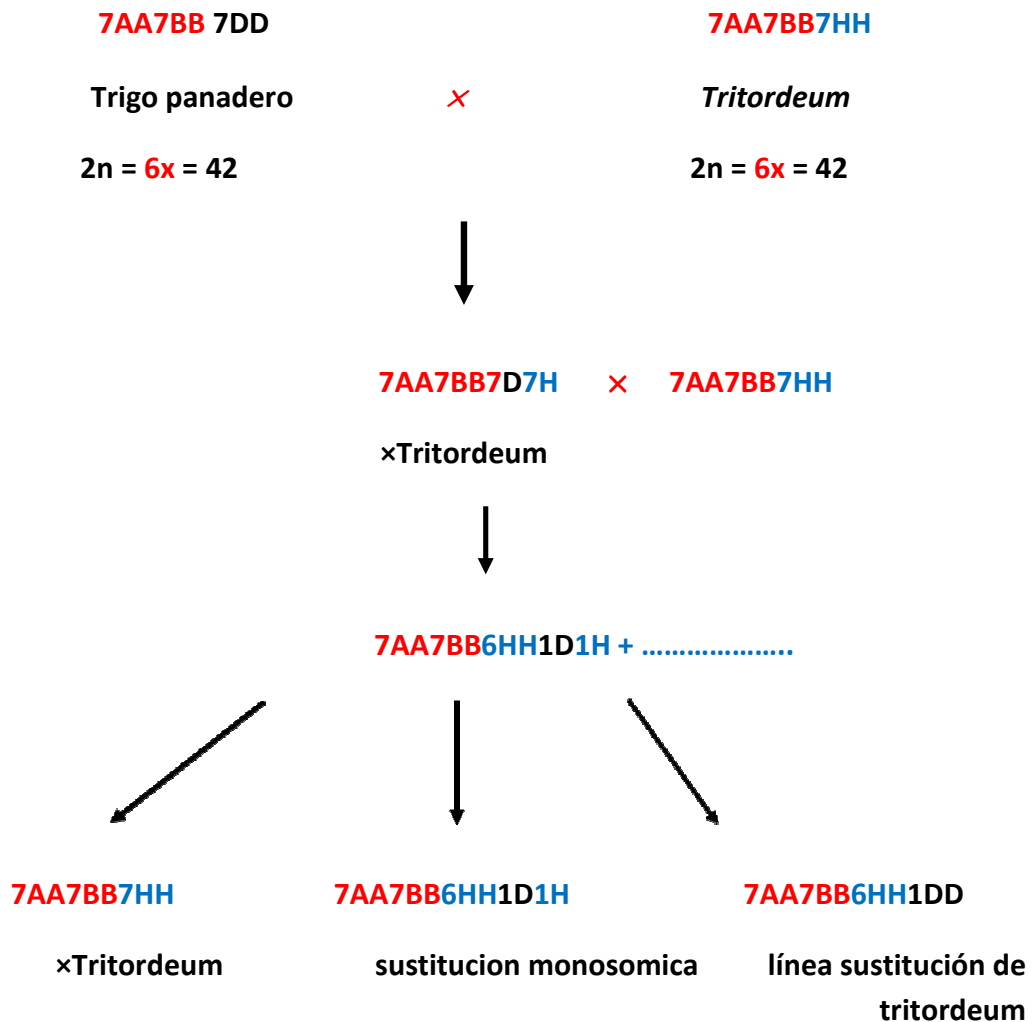 7AA7BB 7DD 7AA7BB7HH
Trigo panadero × Tritordeum
2n = 6x = 42 2n = 6x = 42
7AA7BB7D7H × 7AA7BB7HH
×Tritordeum
7AA7BB6HH1D1H + ………………..
7AA7BB7HH 7AA7BB6HH1D1H 7AA7BB6HH1DD
×Tritordeum sustitucion monosomica línea sustitución de
tritordeum